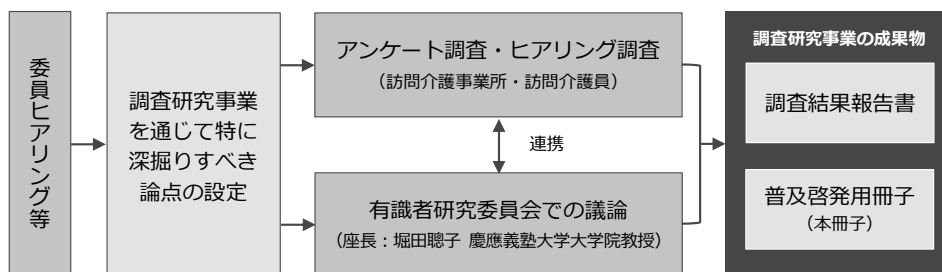 委員ヒアリング等
調査研究事業
を通じて特に
深掘りすべき
論点の設定
アンケート調査・ヒアリング調査
（訪問介護事業所・訪問介護員）
連携
有識者研究委員会での議論
（座長：堀田聰子 慶應義塾大学大学院教授）
調査研究事業の成果物
調査結果報告書
普及啓発用冊子
（本冊子）